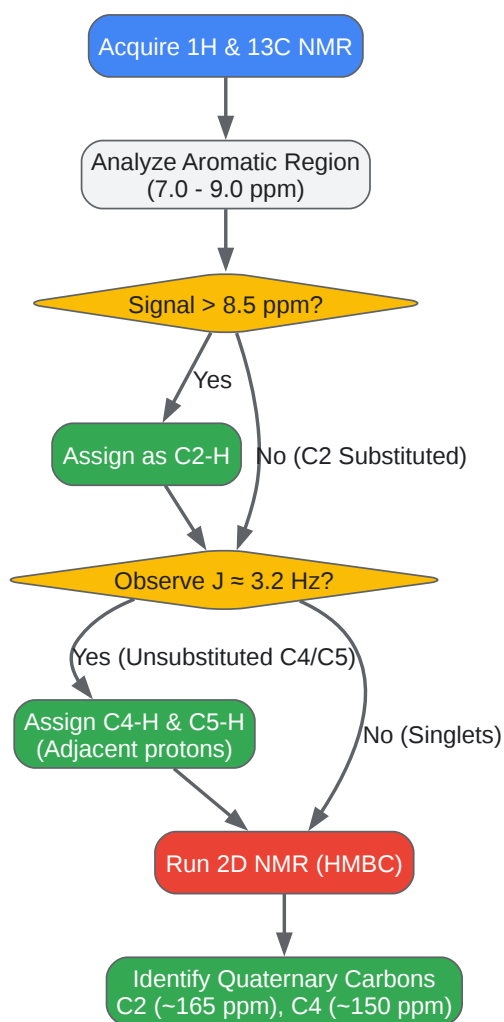 Acquire 1H & 13C NMR
Analyze Aromatic Region
(7.0 - 9.0 ppm)
Signal > 8.5 ppm?
Yes
Assign as C2-H
No (C2 Substituted)
Observe J ≈ 3.2 Hz?
Yes (Unsubstituted C4/C5)
Assign C4-H & C5-H
(Adjacent protons)
No (Singlets)
Run 2D NMR (HMBC)
Identify Quaternary Carbons
C2 (~165 ppm), C4 (~150 ppm)